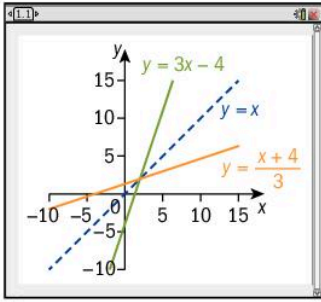 1.1
y
y = 3x – 4
15
10
y = x
5
y = x + 4 / 3
-10 -5 0 5 10 15 x
-5
-10